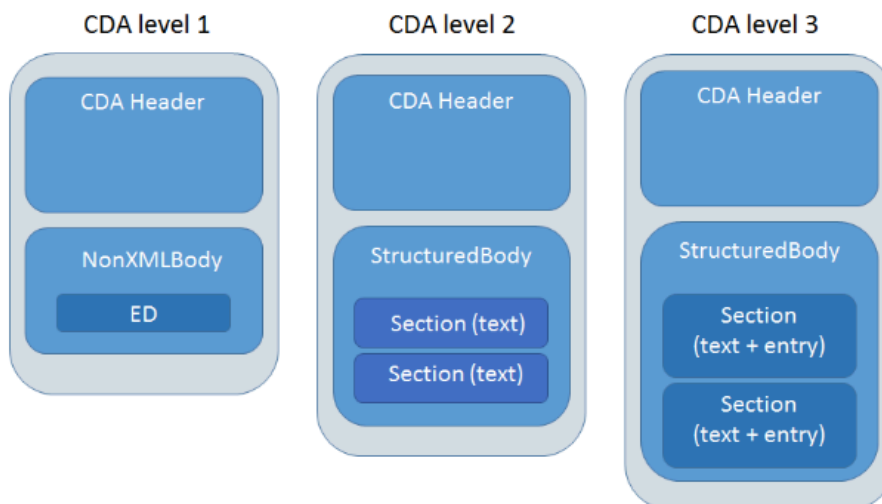 CDA level 1
CDA Header
NonXMLBody
ED
CDA level 2
CDA Header
StructuredBody
Section (text)
Section (text)
CDA level 3
CDA Header
StructuredBody
Section
(text + entry)
Section
(text + entry)